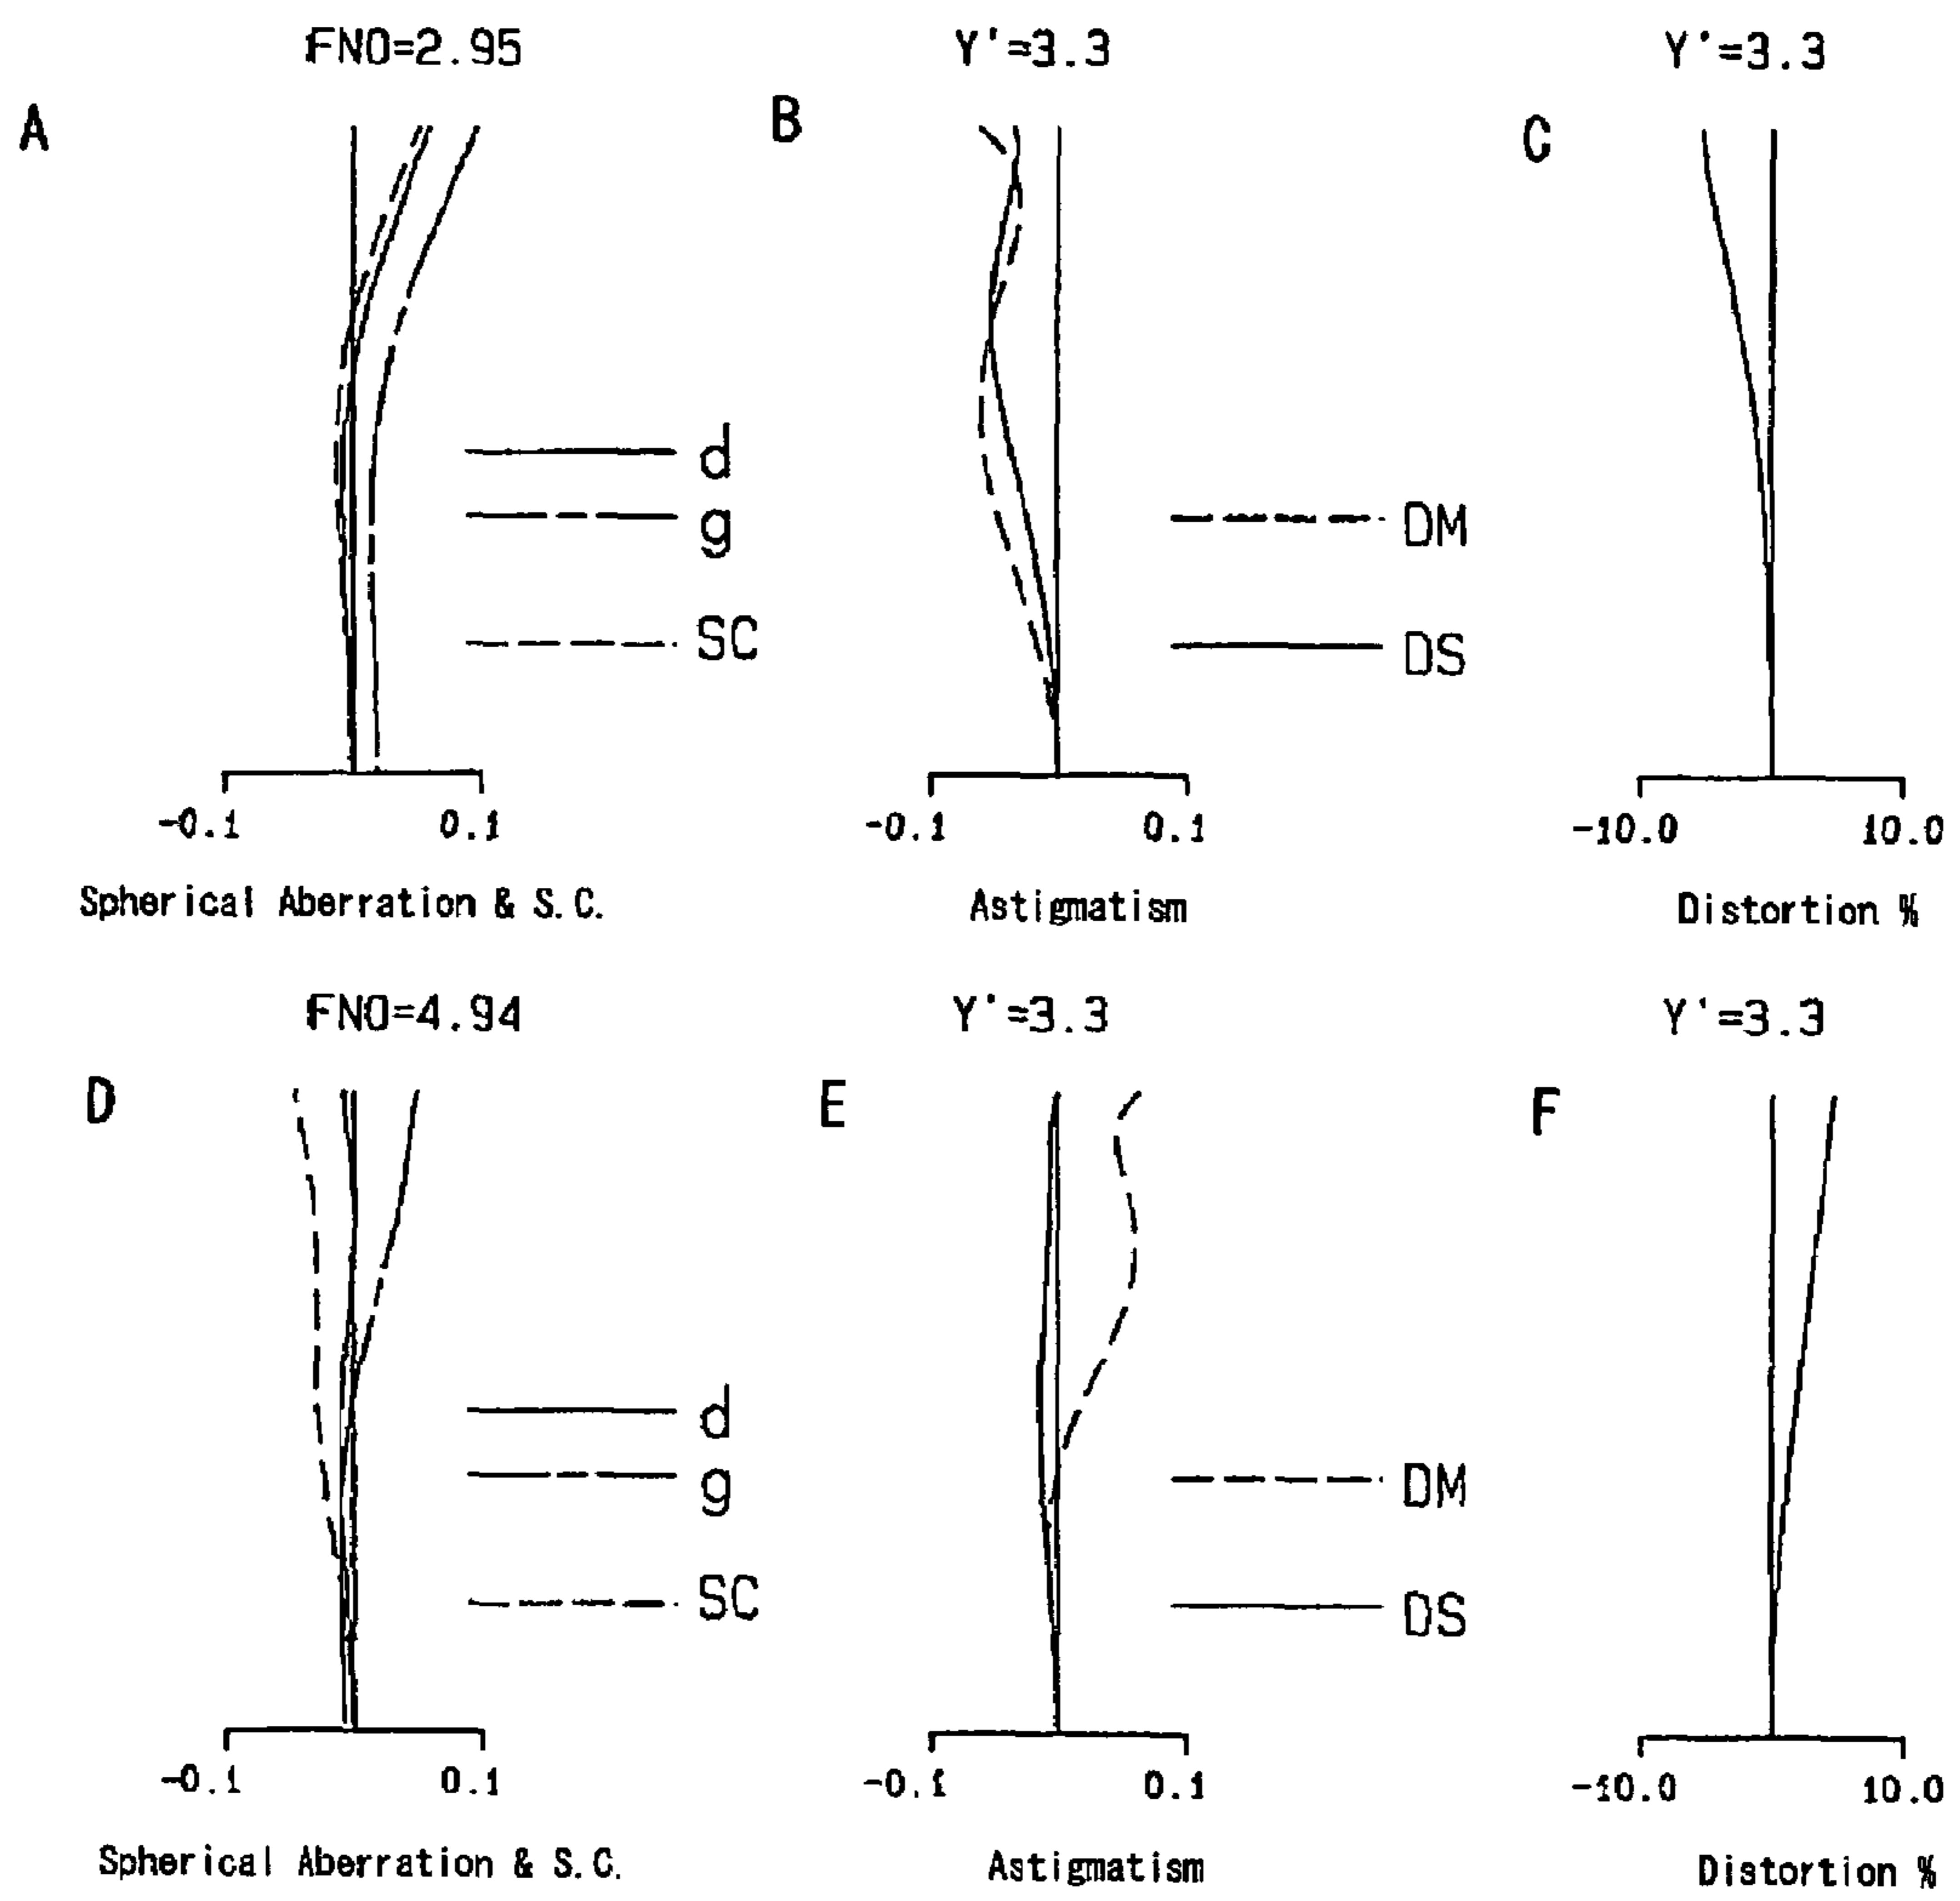 FNO=2.95
Y'=3.3
Y'=3.3
A
B
C
d
g
SC
DM
DS
-0.1
0.1
-0.1
0.1
-10.0
10.0
Spherical Aberration & S.C.
Astigmatism
Distortion %
FNO=4.94
Y'=3.3
Y'=3.3
D
E
F
d
g
SC
DM
DS
-0.1
0.1
-0.1
0.1
-10.0
10.0
Spherical Aberration & S.C.
Astigmatism
Distortion %